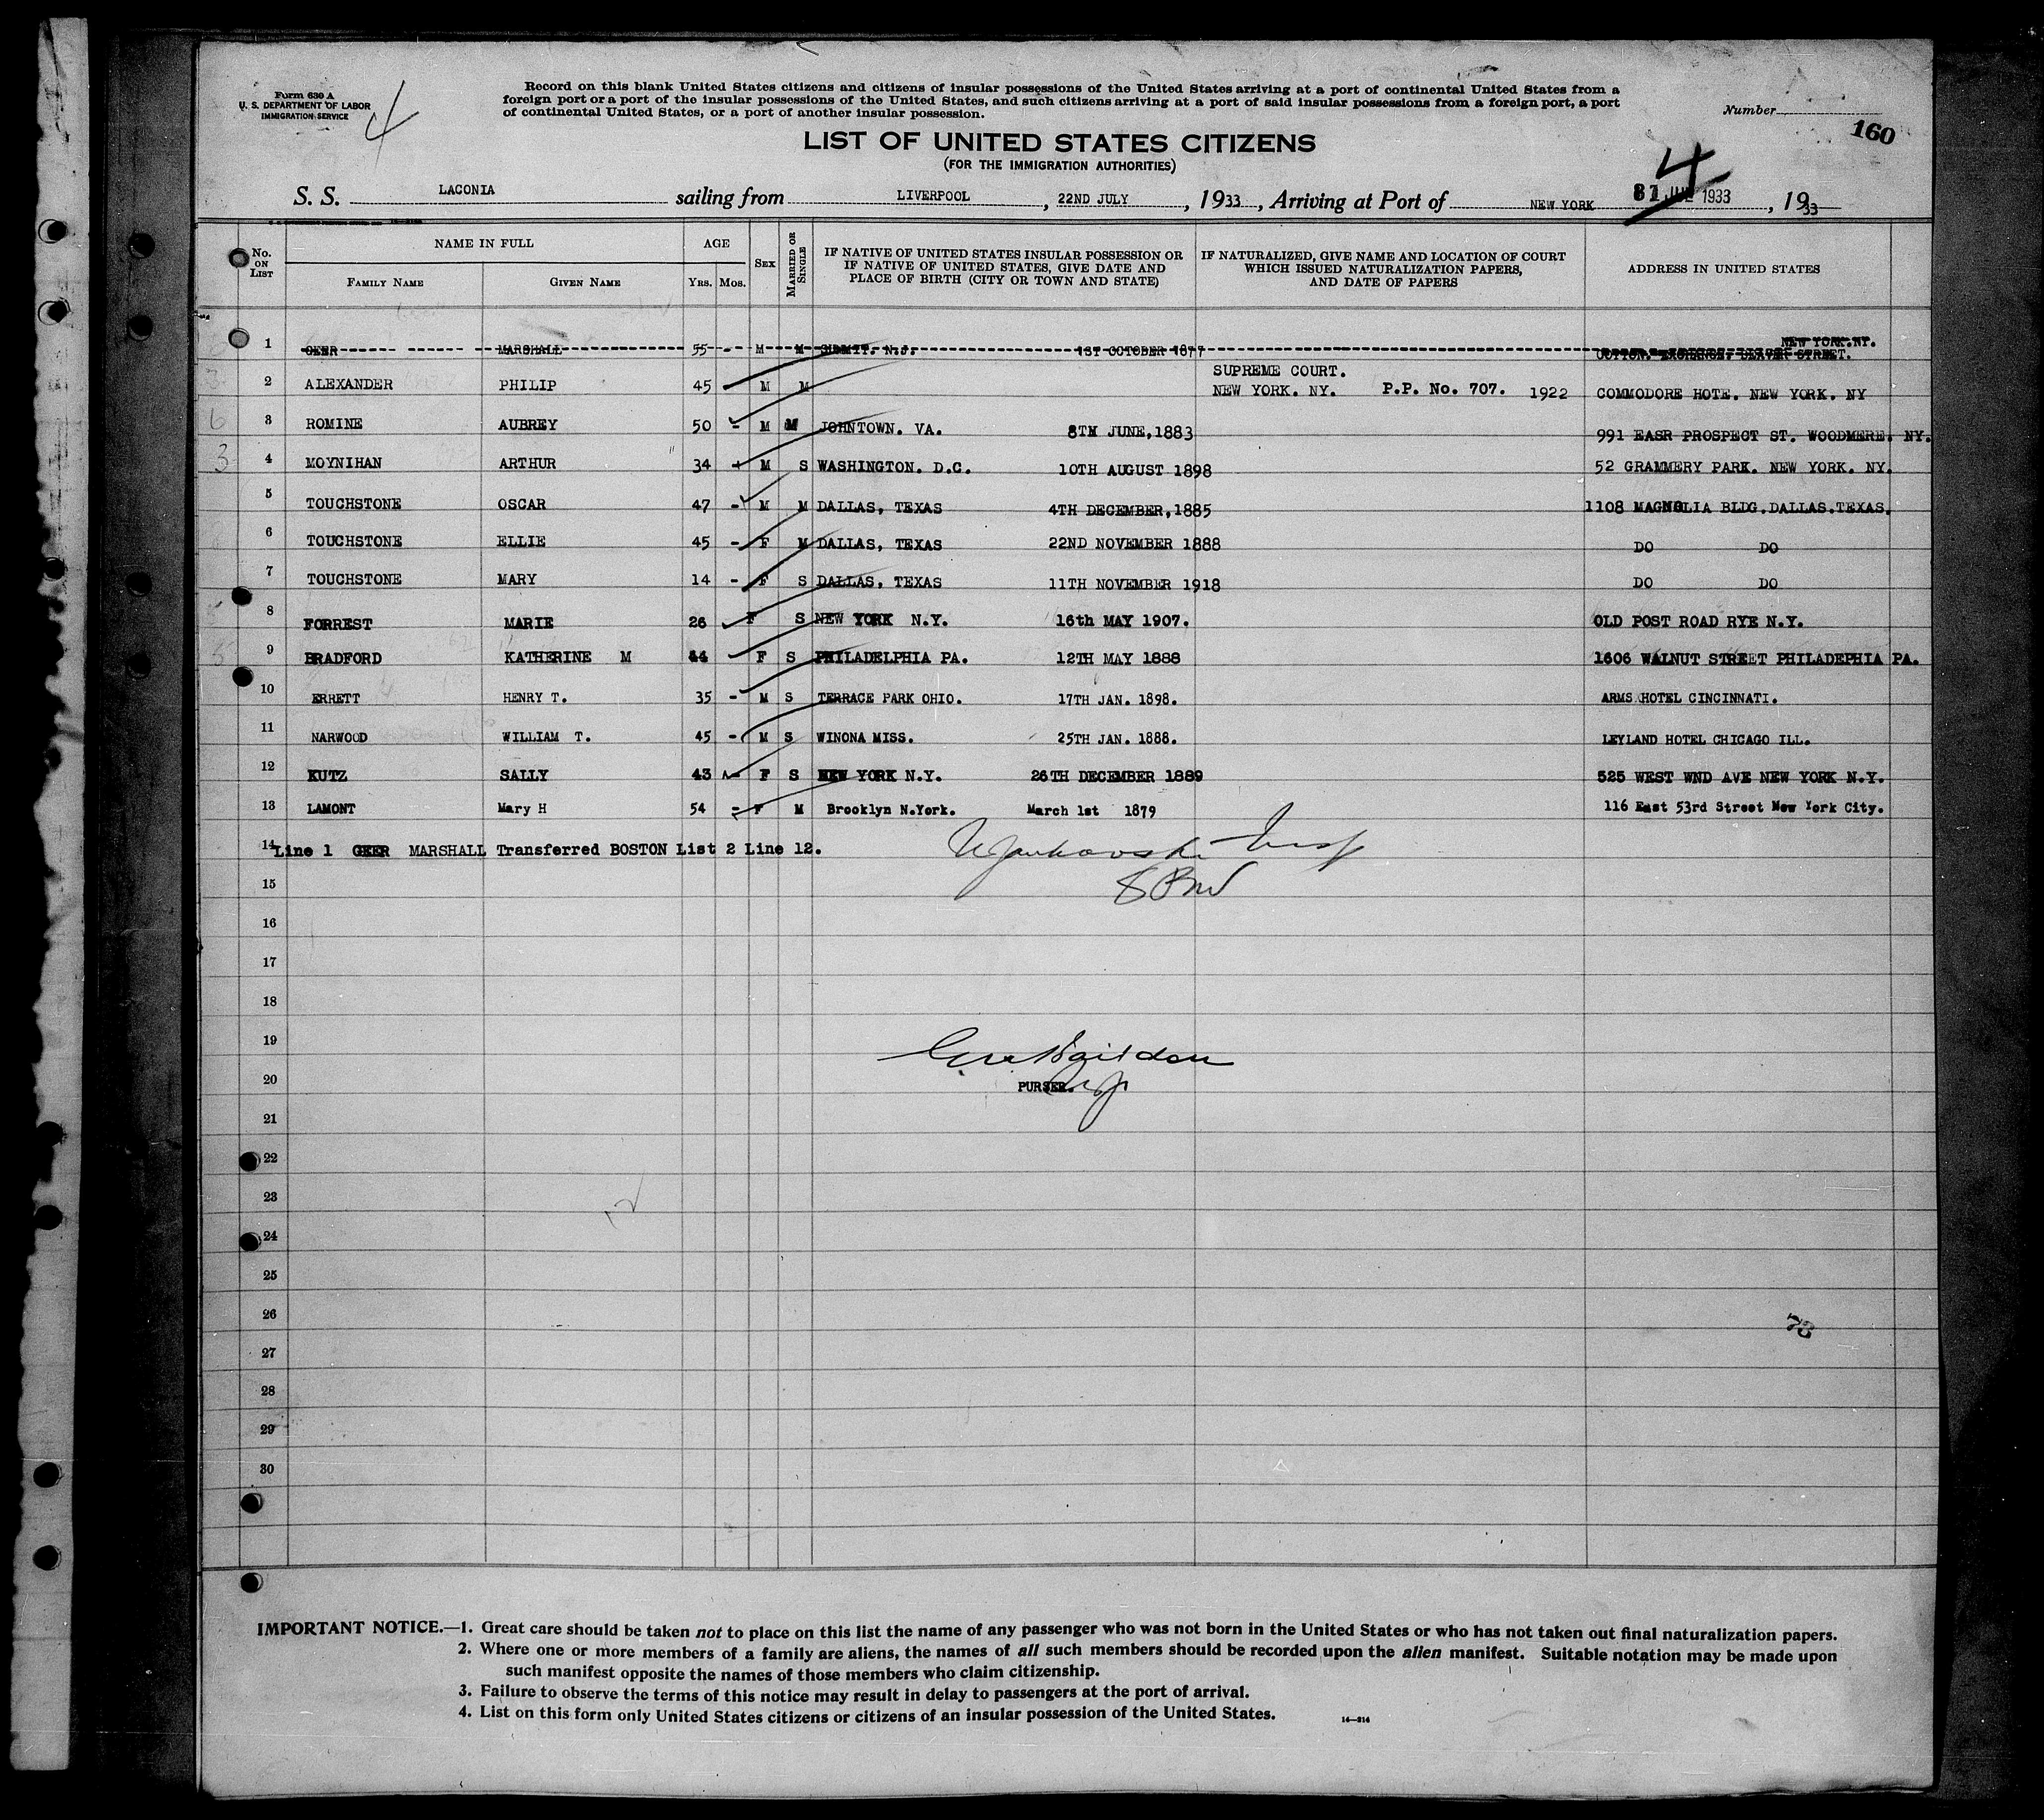 Form 630 A
U. S. DEPARTMENT OF LABOR
IMMIGRATION SERVICE
4
Record on this blank United States citizens and citizens of insular possessions of the United States arriving at a port of continental United States from a
foreign port or a port of the insular possessions of the United States, and such citizens arriving at a port of said insular possessions from a foreign port, a port
of continental United States, or a port of another insular possession.
Number
160
LIST OF UNITED STATES CITIZENS
(FOR THE IMMIGRATION AUTHORITIES)
4
S. S. LACONIA sailing from LIVERPOOL, 22ND JULY, 1933, Arriving at Port of NEW YORK 31 JUL 1933, 1933
No. ON LIST NAME IN FULL AGE SEX MARRIED OR SINGLE IF NATIVE OF UNITED STATES INSULAR POSSESSION OR IF NATIVE OF UNITED STATES, GIVE DATE AND PLACE OF BIRTH (CITY OR TOWN AND STATE) IF NATURALIZED, GIVE NAME AND LOCATION OF COURT WHICH ISSUED NATURALIZATION PAPERS, AND DATE OF PAPERS ADDRESS IN UNITED STATES
FAMILY NAME GIVEN NAME YRS. MOS.
NEW YORK.NY.
1 GEER MARSHALL 55 - M M SUMMIT. N.J. 1ST OCTOBER 1877 COTTON. EXCHANGE, BEAVER STREET.
SUPREME COURT.
2 ALEXANDER PHILIP 45 M M NEW YORK. NY. P.P. No. 707. 1922 COMMODORE HOTE. NEW YORK. NY
3 ROMINE AUBREY 50 - M M JOHNTOWN. VA. 8TH JUNE,1883 991 EASR PROSPECT ST. WOODMERE. NY.
4 MOYNIHAN ARTHUR 34 - M S WASHINGTON. D.C. 10TH AUGUST 1898 52 GRAMMERY PARK. NEW YORK. NY.
5 TOUCHSTONE OSCAR 47 - M M DALLAS, TEXAS 4TH DECEMBER,1885 1108 MAGNOLIA BLDG.DALLAS.TEXAS.
6 TOUCHSTONE ELLIE 45 - F M DALLAS, TEXAS 22ND NOVEMBER 1888 DO DO
7 TOUCHSTONE MARY 14 - F S DALLAS, TEXAS 11TH NOVEMBER 1918 DO DO
8 FORREST MARIE 26 F S NEW YORK N.Y. 16th MAY 1907. OLD POST ROAD RYE N.Y.
9 BRADFORD KATHERINE M 44 F S PHILADELPHIA PA. 12TH MAY 1888 1606 WALNUT STREET PHILADEPHIA PA.
10 ERRETT HENRY T. 35 - M S TERRACE PARK OHIO. 17TH JAN. 1898. ARMS HOTEL CINCINNATI.
11 NARWOOD WILLIAM T. 45 - M S WINONA MISS. 25TH JAN. 1888. LEYLAND HOTEL CHICAGO ILL.
12 KUTZ SALLY 43 - F S NEW YORK N.Y. 26TH DECEMBER 1889 525 WEST WND AVE NEW YORK N.Y.
13 LAMONT Mary H 54 - F M Brooklyn N.York. March 1st 1879 116 East 53rd Street New York City.
14 Line 1 GEER MARSHALL Transferred BOSTON List 2 Line 12.
15
16
17
18
19
20 PURSER.
21
22
23
24
25
26
73
27
28
29
30
IMPORTANT NOTICE.—1. Great care should be taken not to place on this list the name of any passenger who was not born in the United States or who has not taken out final naturalization papers.
2. Where one or more members of a family are aliens, the names of all such members should be recorded upon the alien manifest. Suitable notation may be made upon
such manifest opposite the names of those members who claim citizenship.
3. Failure to observe the terms of this notice may result in delay to passengers at the port of arrival.
4. List on this form only United States citizens or citizens of an insular possession of the United States.
14—214